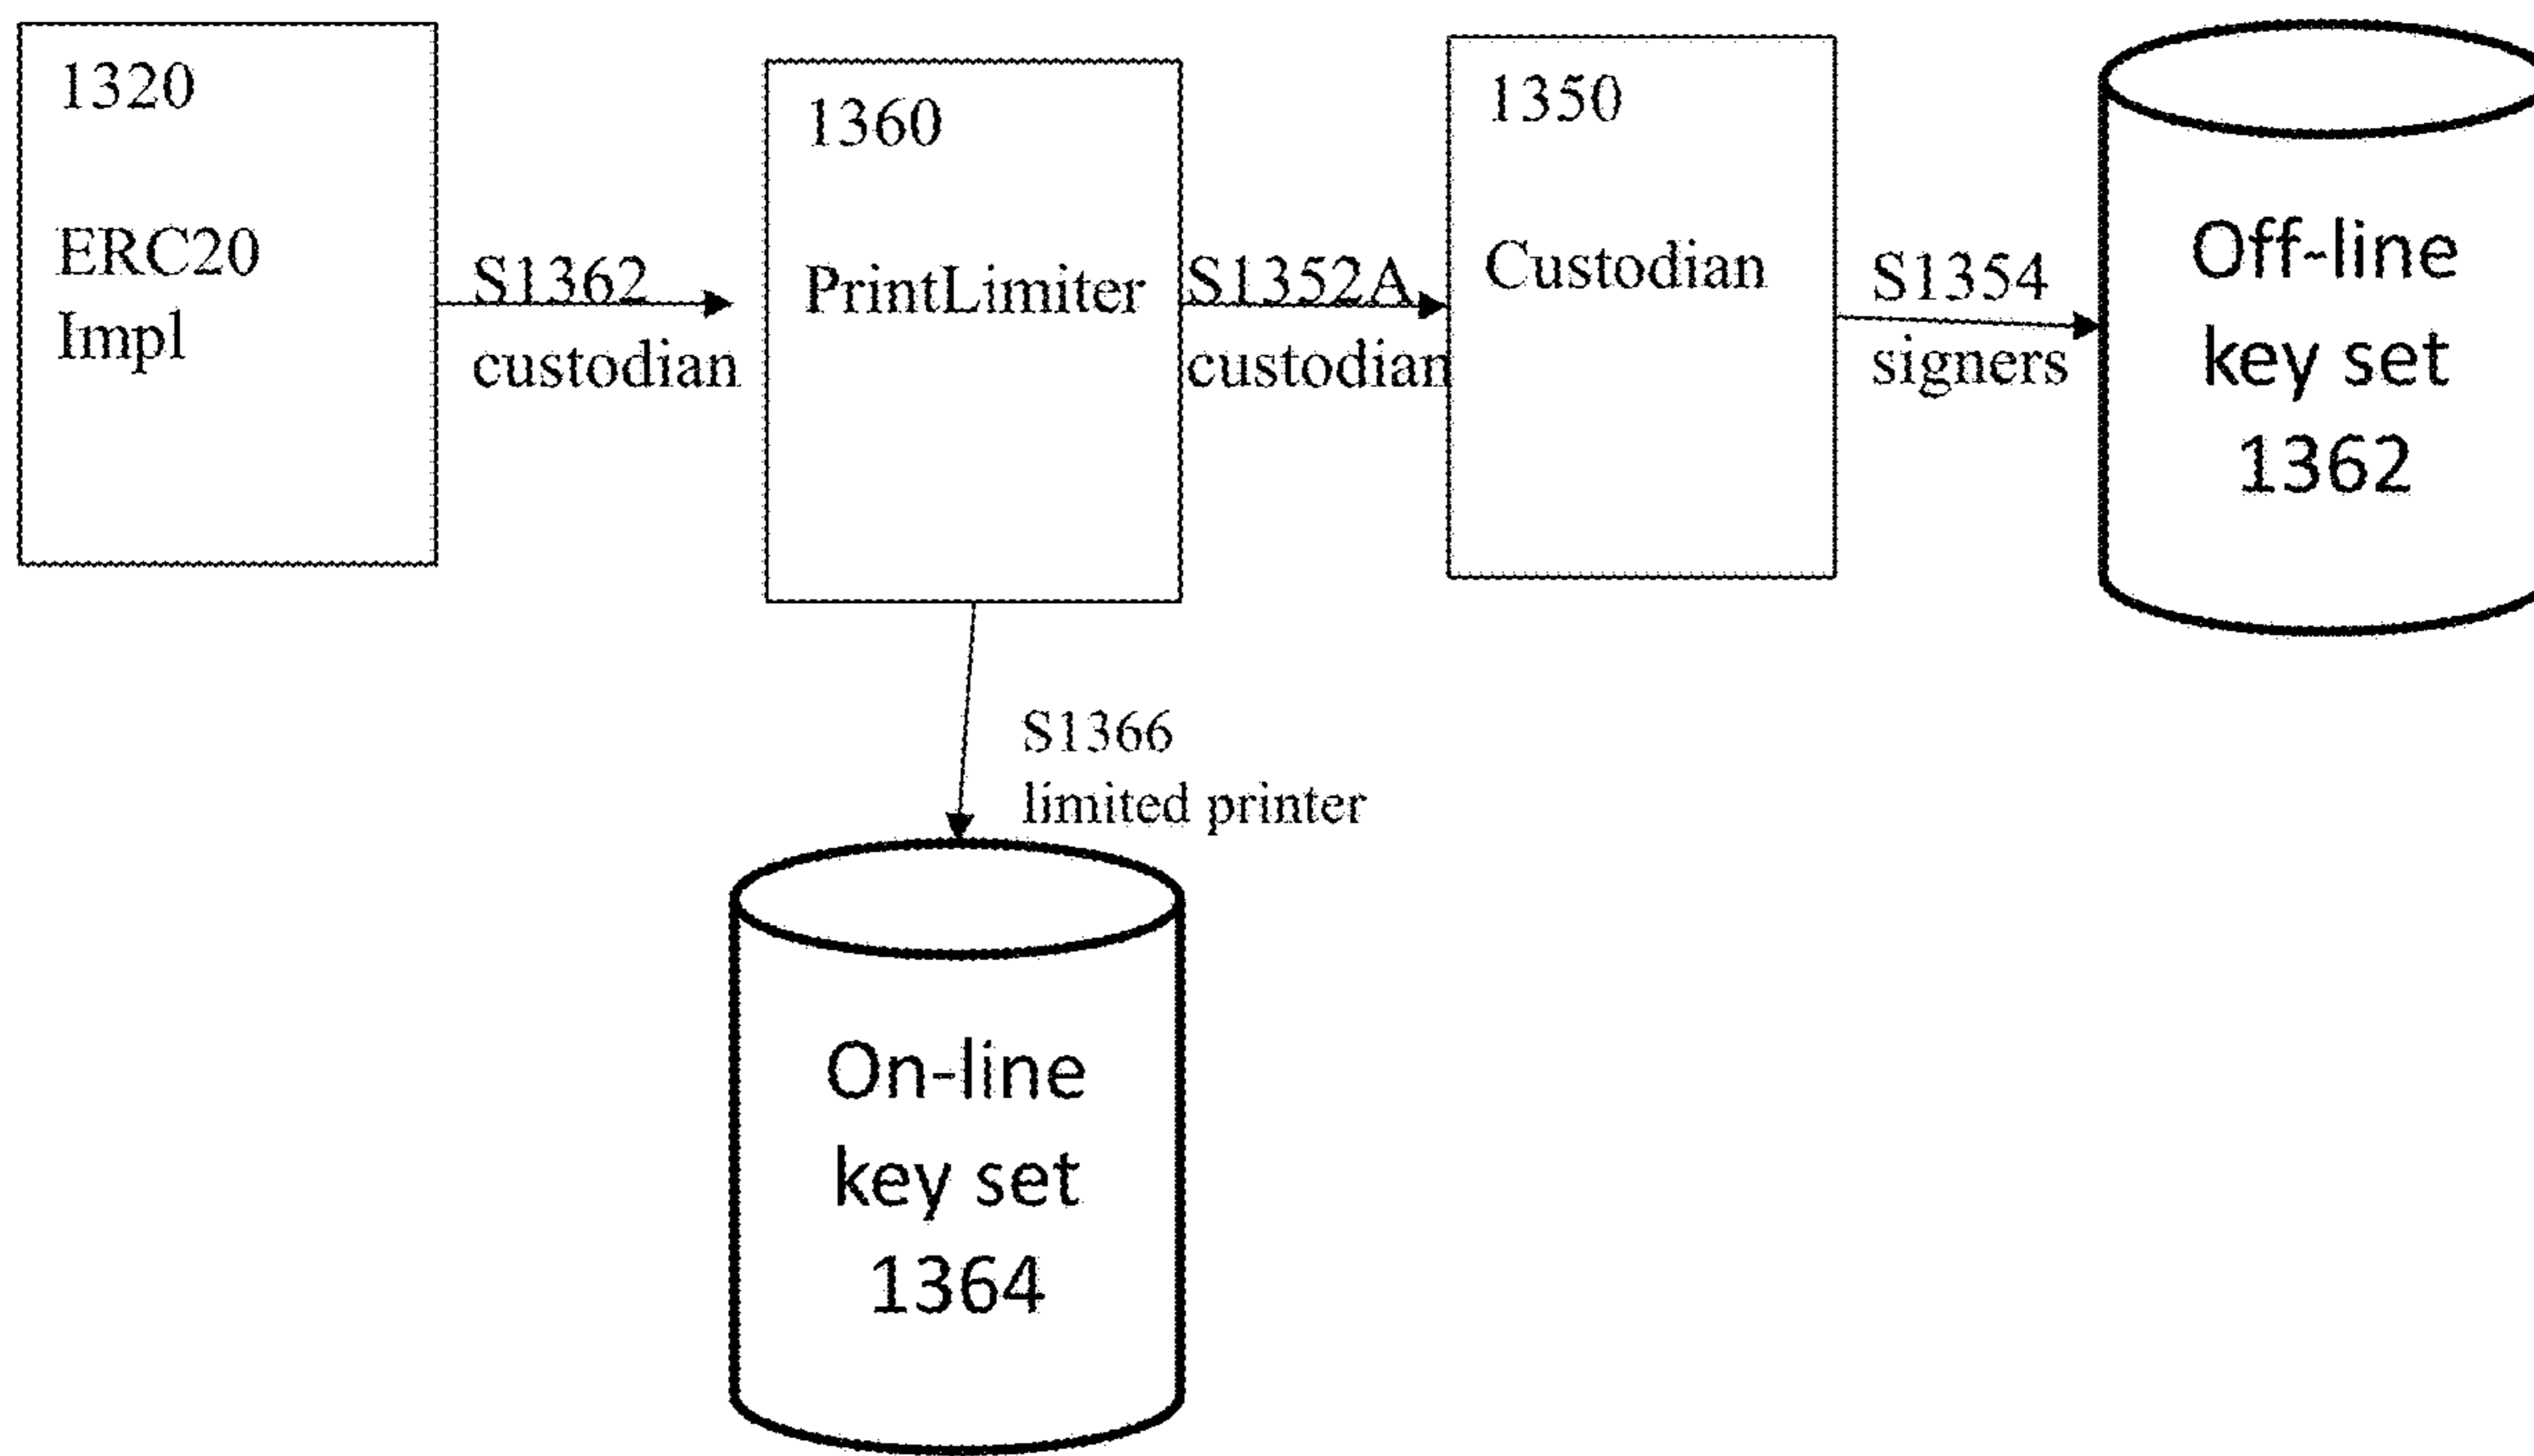 1320
ERC20
Impl
S1362
custodian
1360
PrintLimiter
S1352A
custodian
1350
Custodian
S1354
signers
Off-line
key set
1362
S1366
limited printer
On-line
key set
1364